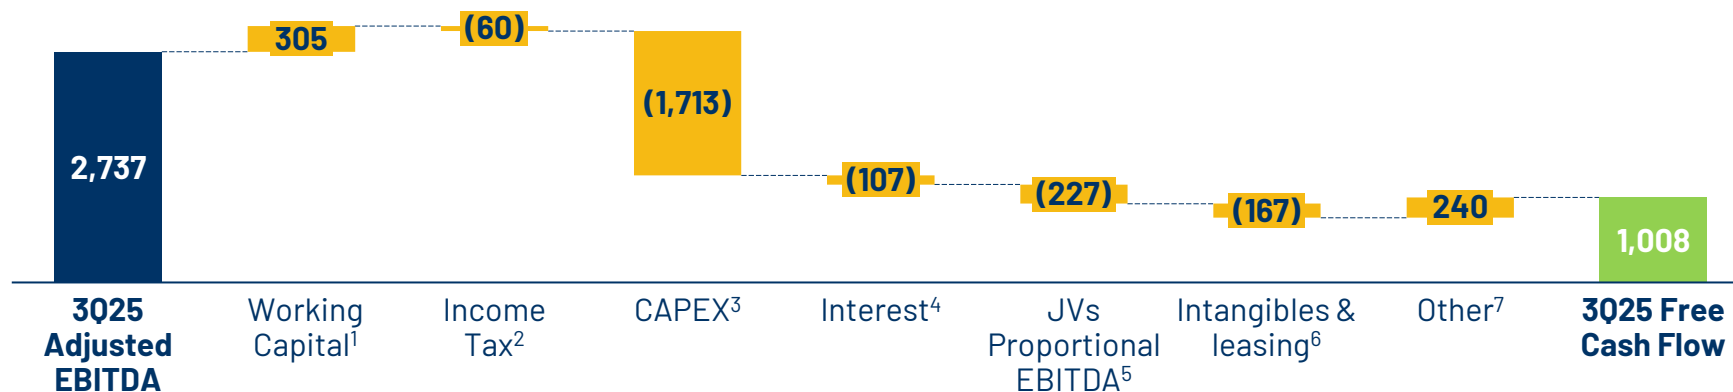 2,737
305
(60)
(1,713)
(107)
(227)
(167)
240
1,008
3Q25
Adjusted
EBITDA
Working
Capital¹
Income
Tax²
CAPEX³
Interest⁴
JVs
Proportional
EBITDA⁵
Intangibles &
leasing⁶
Other⁷
3Q25 Free
Cash Flow